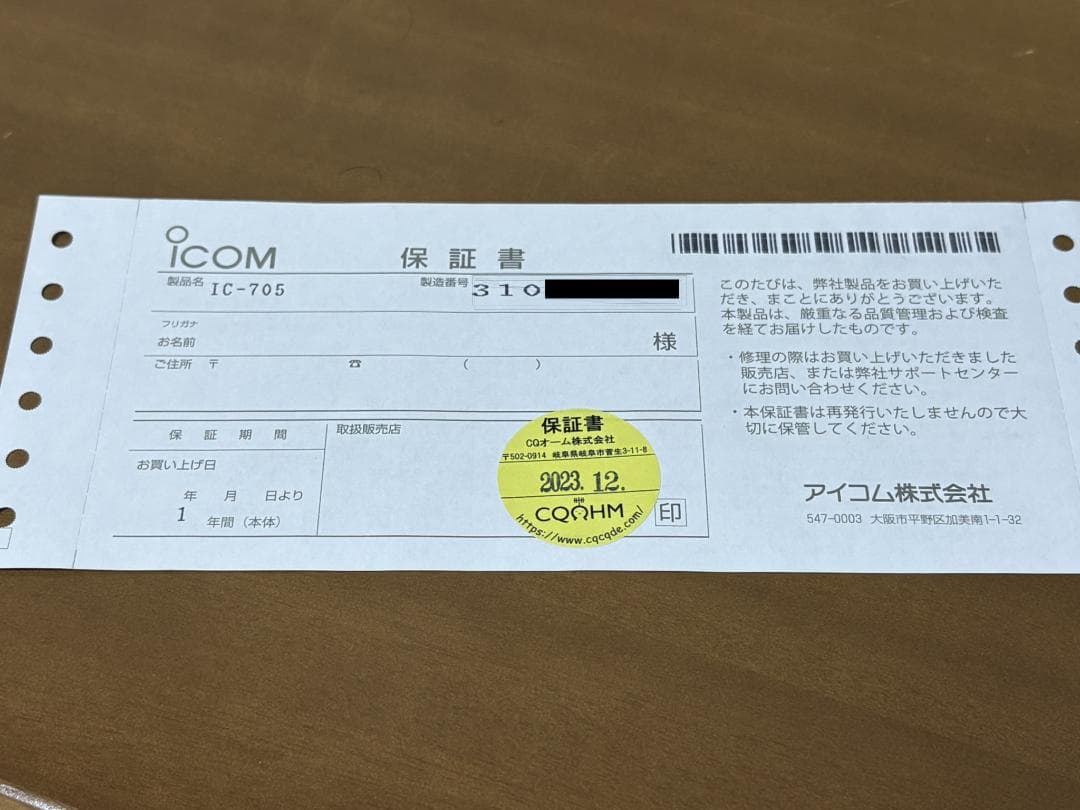 ICOM
保証書
製品名 IC-705
製造番号 310
フリガナ
お名前 様
ご住所 〒 ☎ ( )
保証期間
お買い上げ日
年 月 日より
1 年間（本体）
取扱販売店
保証書
CQオーム株式会社
〒502-0914 岐阜県岐阜市菅生3-11-8
2023. 12.
CQOHM
https://www.cqcqde.com/
印
このたびは、弊社製品をお買い上げいた
だき、まことにありがとうございます。
本製品は、厳重なる品質管理および検査
を経てお届けしたものです。
・修理の際はお買い上げいただきました
販売店、または弊社サポートセンター
にお問い合わせください。
・本保証書は再発行いたしませんので大
切に保管してください。
アイコム株式会社
547-0003 大阪市平野区加美南1-1-32